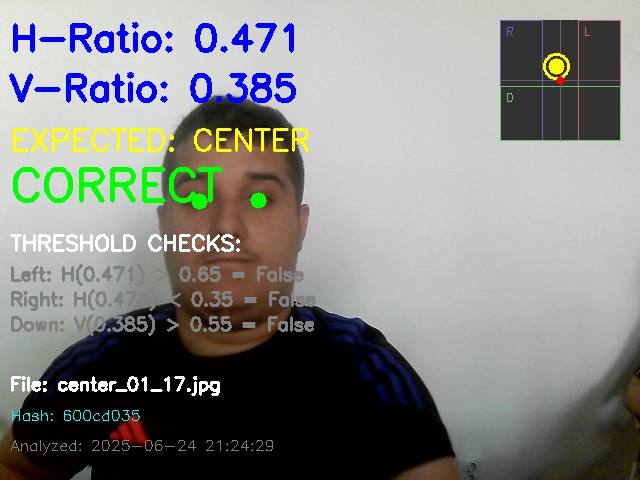 H-Ratio: 0.471
V-Ratio: 0.385
EXPECTED: CENTER
CORRECT
THRESHOLD CHECKS:
Left: H(0.471) > 0.65 = False
Right: H(0.471) < 0.35 = False
Down: V(0.385) > 0.55 = False
File: center_01_17.jpg
Hash: 600cd035
Analyzed: 2025-06-24 21:24:29
R
L
D